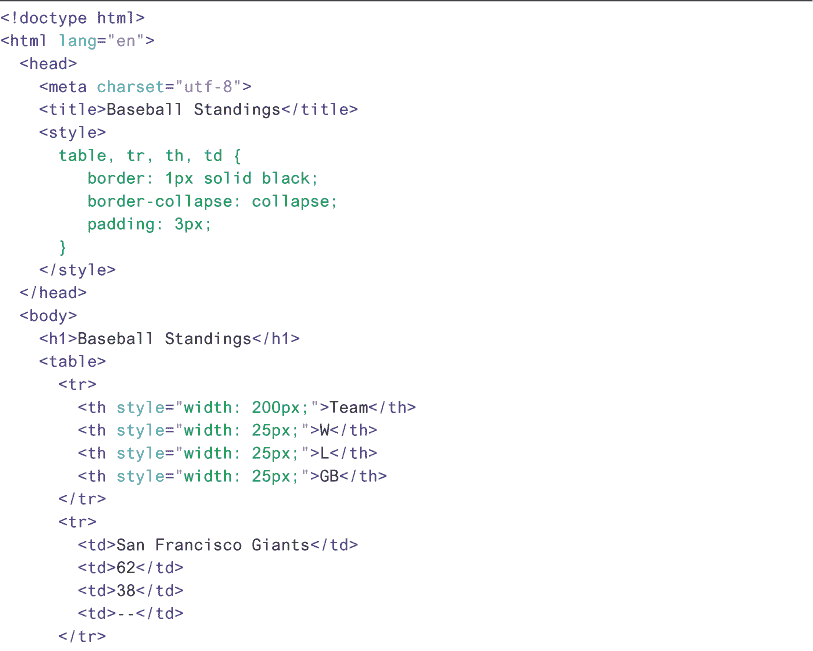 <!doctype html>
<html lang="en">
  <head>
    <meta charset="utf-8">
    <title>Baseball Standings</title>
    <style>
      table, tr, th, td {
         border: 1px solid black;
         border-collapse: collapse;
         padding: 3px;
      }
    </style>
  </head>
  <body>
    <h1>Baseball Standings</h1>
    <table>
      <tr>
        <th style="width: 200px;">Team</th>
        <th style="width: 25px;">W</th>
        <th style="width: 25px;">L</th>
        <th style="width: 25px;">GB</th>
      </tr>
      <tr>
        <td>San Francisco Giants</td>
        <td>62</td>
        <td>38</td>
        <td>--</td>
      </tr>